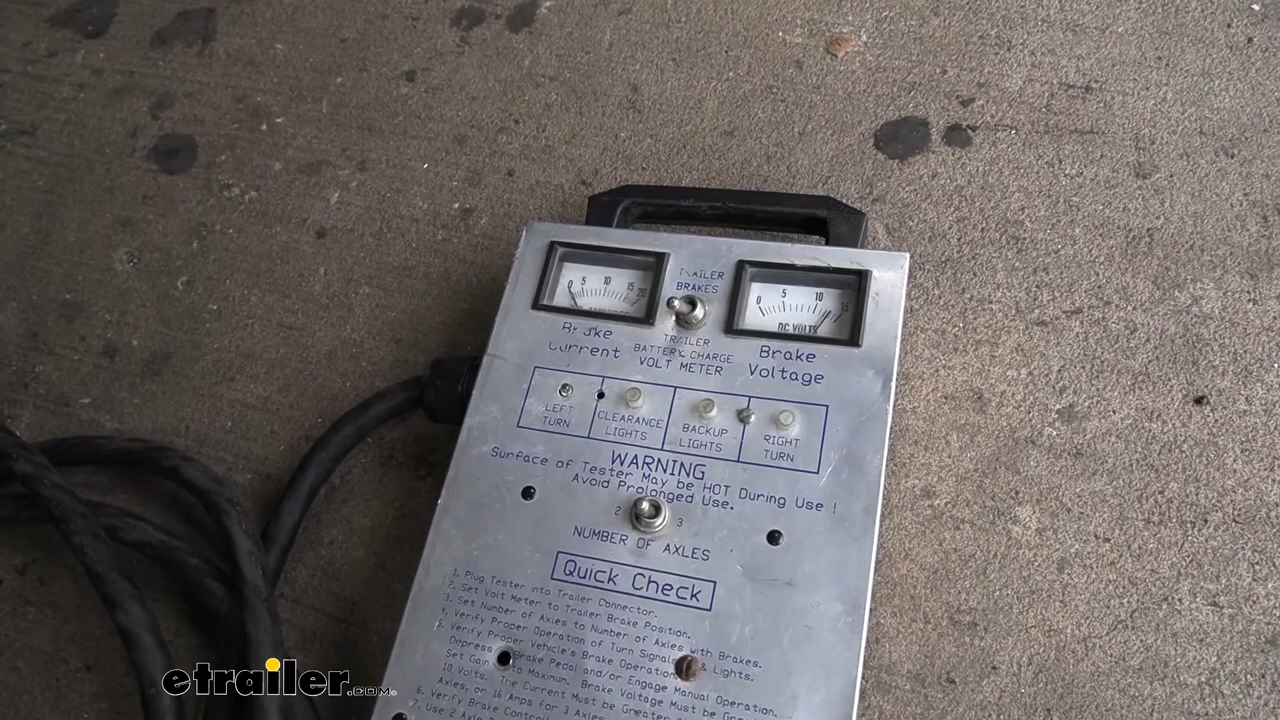 TRAILER
BRAKES
0 5 10 15 20
0 5 10 15
DC VOLTS
Brake
Current
TRAILER
BATTERY CHARGE
VOLT METER
Brake
Voltage
LEFT
TURN
CLEARANCE
LIGHTS
BACKUP
LIGHTS
RIGHT
TURN
WARNING
Surface of Tester May be HOT During Use !
Avoid Prolonged Use.
2 3
NUMBER OF AXLES
Quick Check
1. Plug Tester into Trailer Connector.
2. Set Volt Meter to Trailer Brake Position.
3. Set Number of Axles to Number of Axles with Brakes.
4. Verify Proper Operation of Turn Signals & Lights.
5. Verify Proper Vehicle's Brake Operation
Depress Brake Pedal and/or Engage Manual Operation.
Set Gain to Maximum. Brake Voltage Must be
10 Volts. The Current Must be Greater
Axles, or 16 Amps for 3 Axles
6. Verify Brake
7. Use 2
etrailer.com